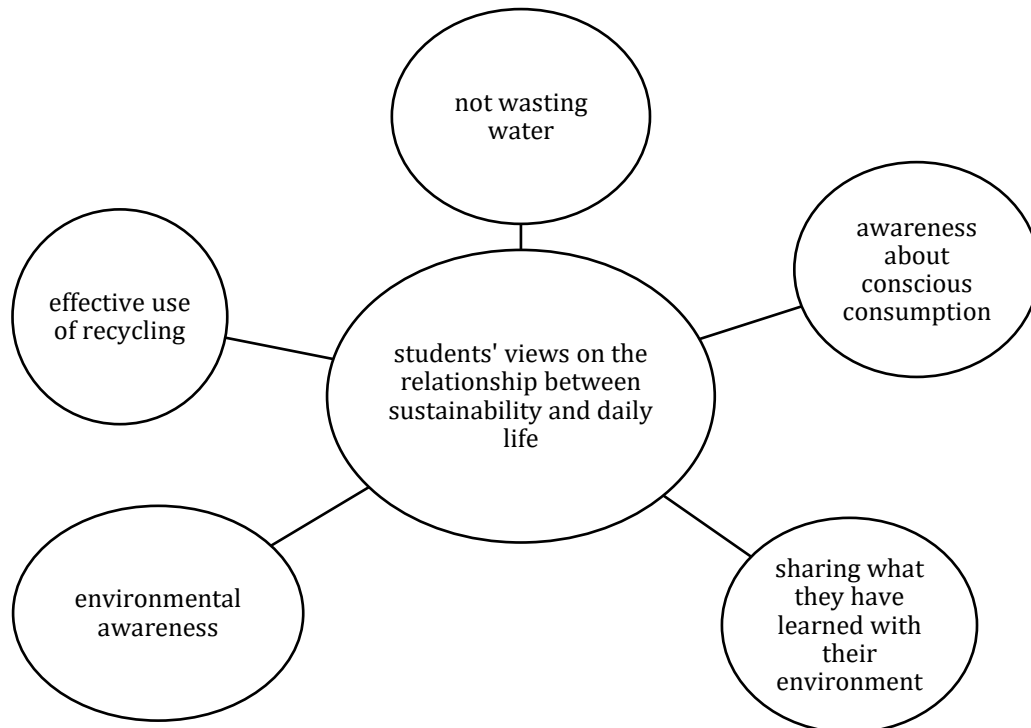 not wasting
water
awareness
about
conscious
consumption
effective use
of recycling
students' views on the
relationship between
sustainability and daily
life
environmental
awareness
sharing what
they have
learned with
their
environment